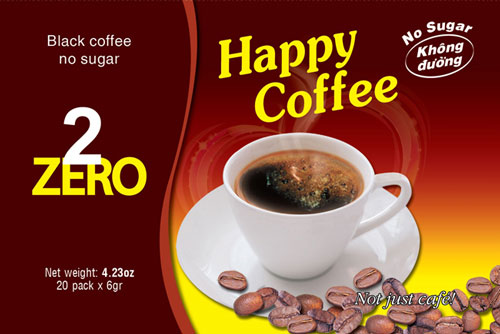 Black coffee
no sugar
2
ZERO
Net weight: 4.23oz
20 pack x 6gr
Happy
Coffee
No Sugar
Không
đường
Not just café!